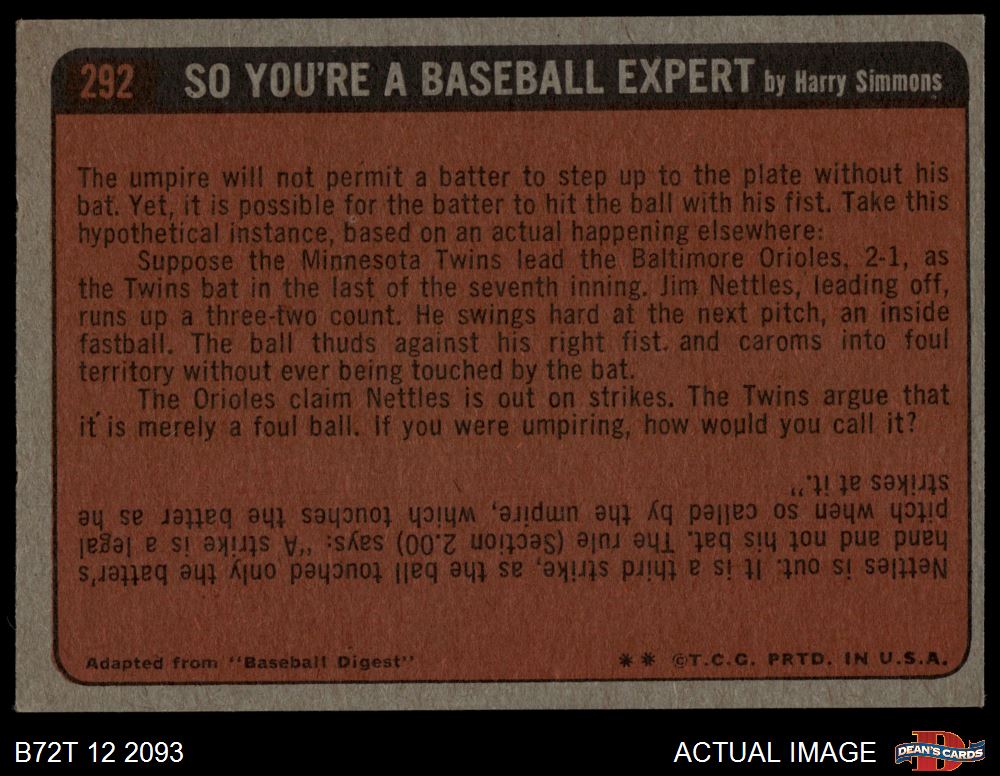 292 SO YOU'RE A BASEBALL EXPERT by Harry Simmons
The umpire will not permit a batter to step up to the plate without his
bat. Yet, it is possible for the batter to hit the ball with his fist. Take this
hypothetical instance, based on an actual happening elsewhere:
Suppose the Minnesota Twins lead the Baltimore Orioles, 2-1, as
the Twins bat in the last of the seventh inning. Jim Nettles, leading off,
runs up a three-two count. He swings hard at the next pitch, an inside
fastball. The ball thuds against his right fist. and caroms into foul
territory without ever being touched by the bat.
The Orioles claim Nettles is out on strikes. The Twins argue that
it is merely a foul ball. If you were umpiring, how would you call it?
Nettles is out. It is a third strike, as the ball touched only the batter's
hand and not his bat. The rule (Section 2.00) says: "A strike is a legal
pitch when so called by the umpire, which touches the batter as he
strikes at it."
Adapted from "Baseball Digest" ** ©T.C.G. PRTD. IN U.S.A.
B72T 12 2093 ACTUAL IMAGE DEAN'S CARDS